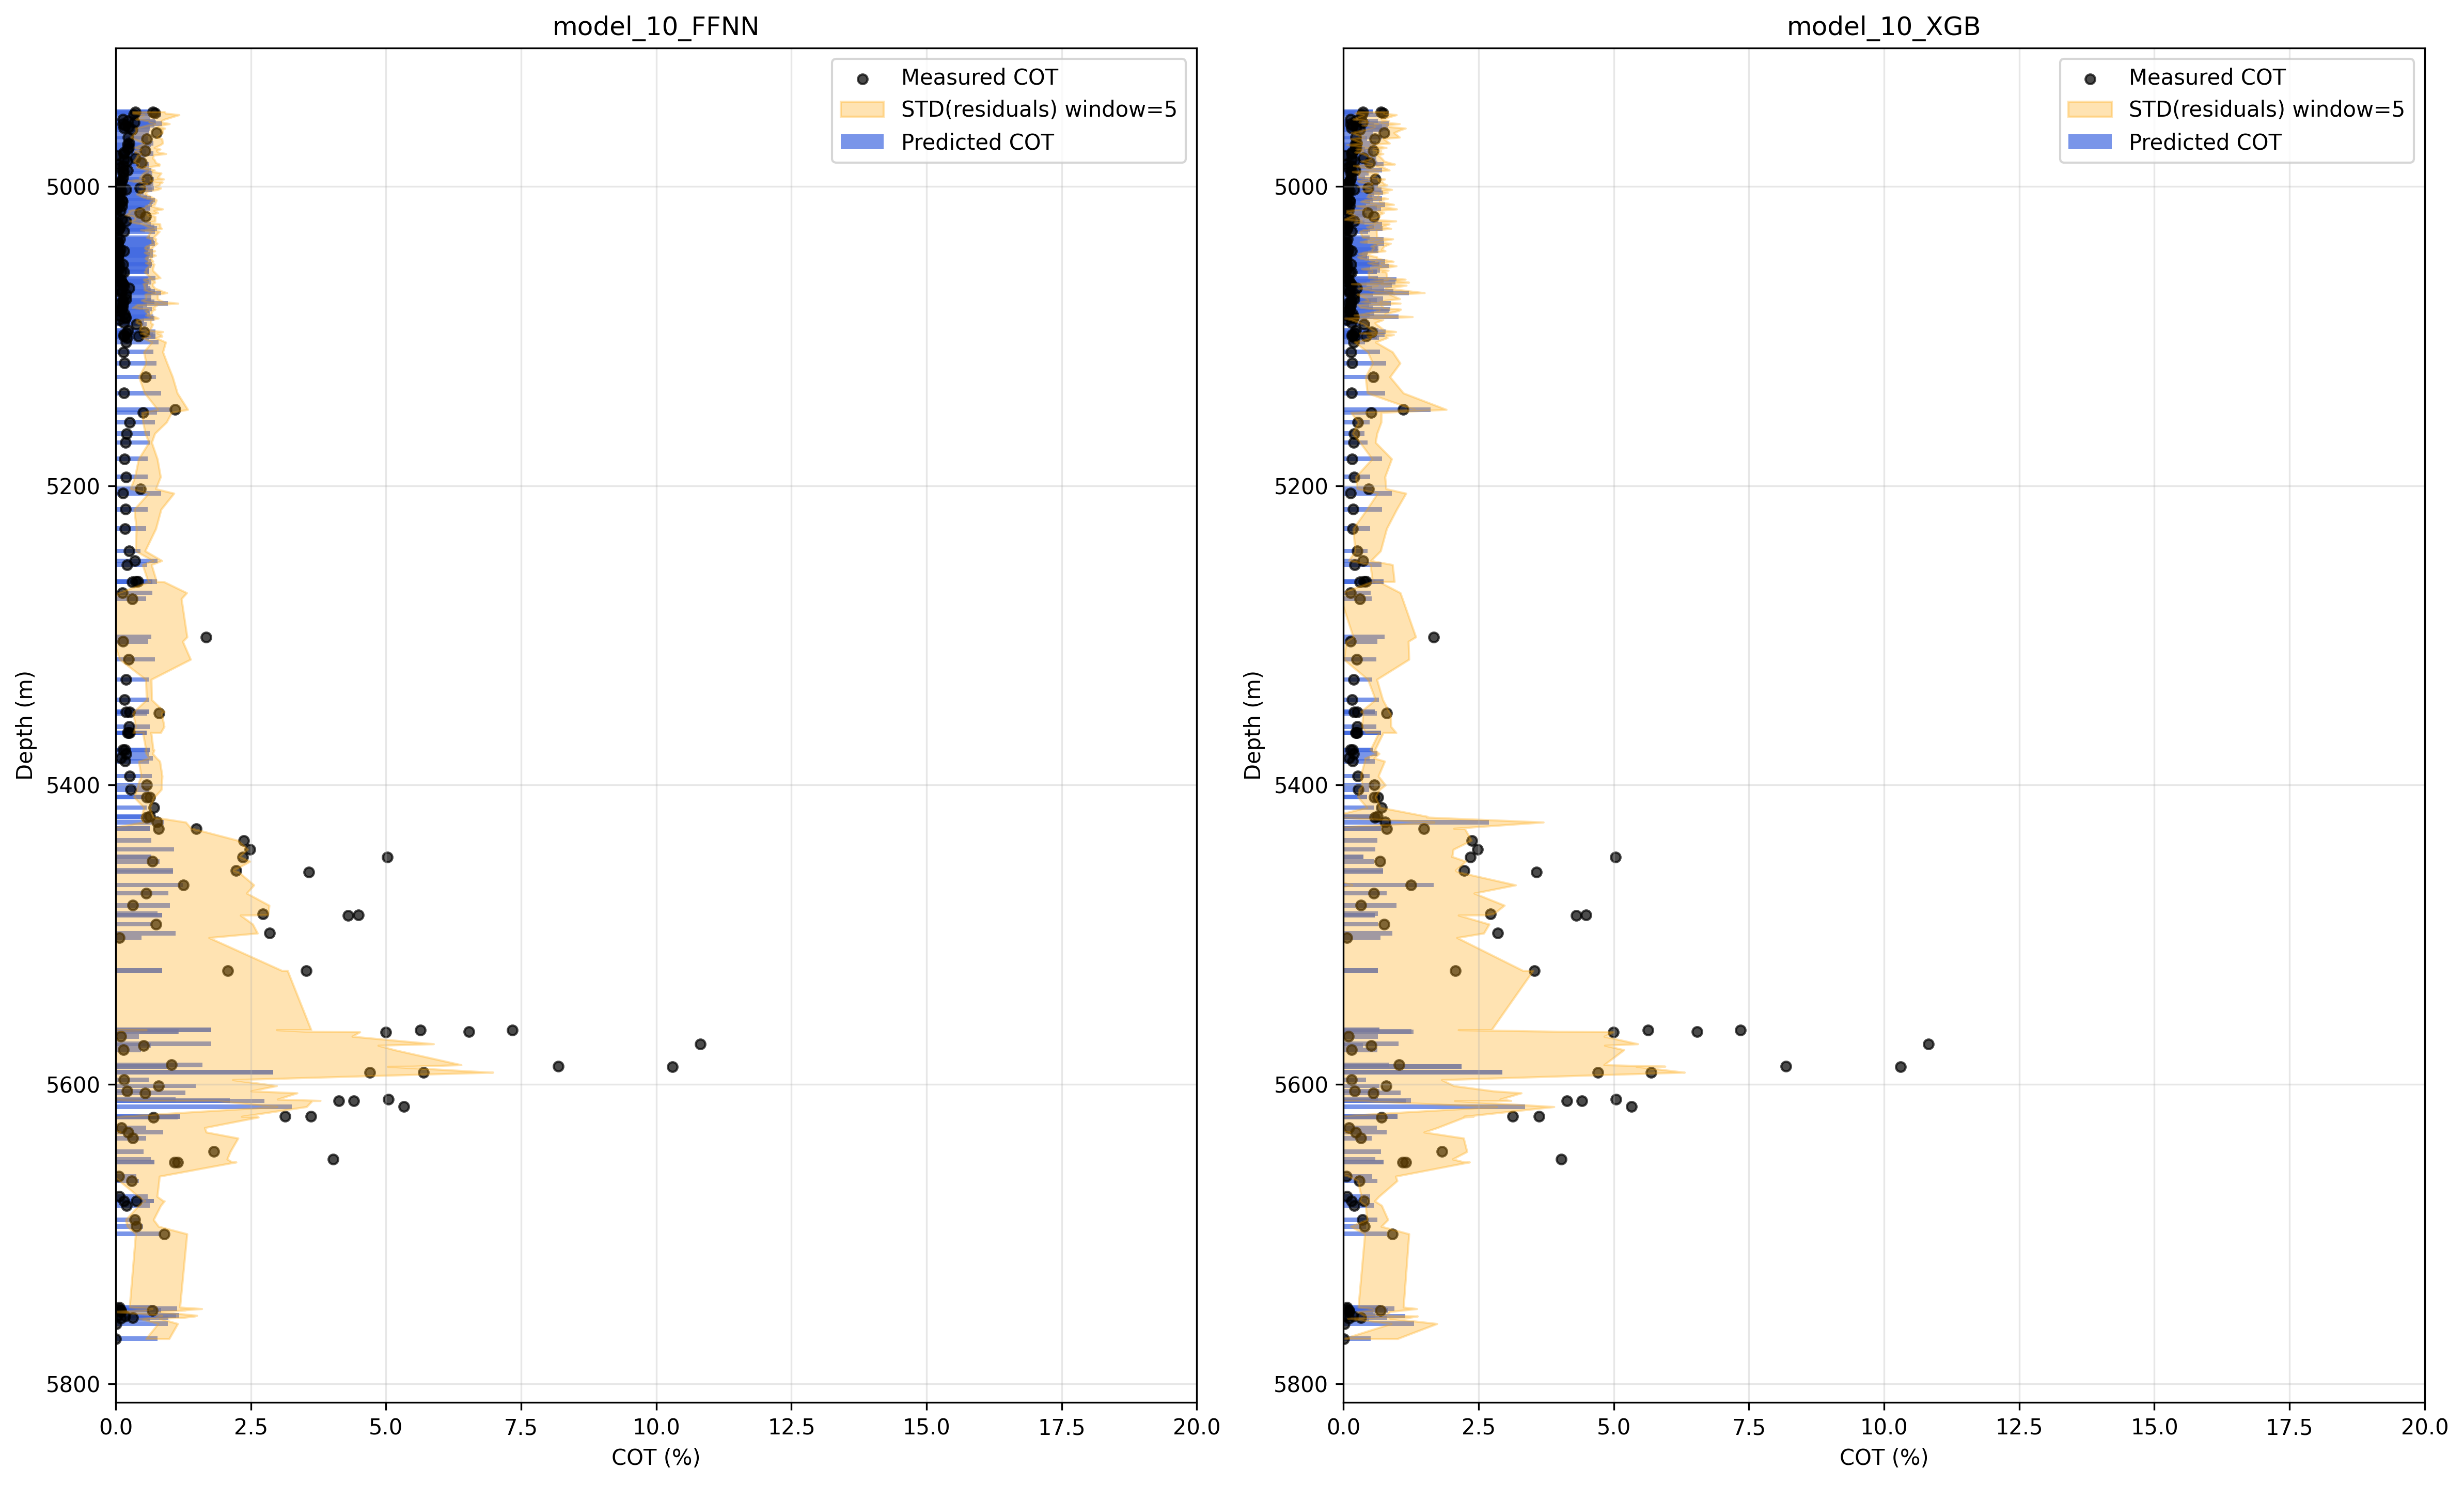 model_10_FFNN
Measured COT
STD(residuals) window=5
Predicted COT
5000
5200
5400
5600
5800
Depth (m)
0.0 2.5 5.0 7.5 10.0 12.5 15.0 17.5 20.0
COT (%)
model_10_XGB
Measured COT
STD(residuals) window=5
Predicted COT
5000
5200
5400
5600
5800
Depth (m)
0.0 2.5 5.0 7.5 10.0 12.5 15.0 17.5 20.0
COT (%)